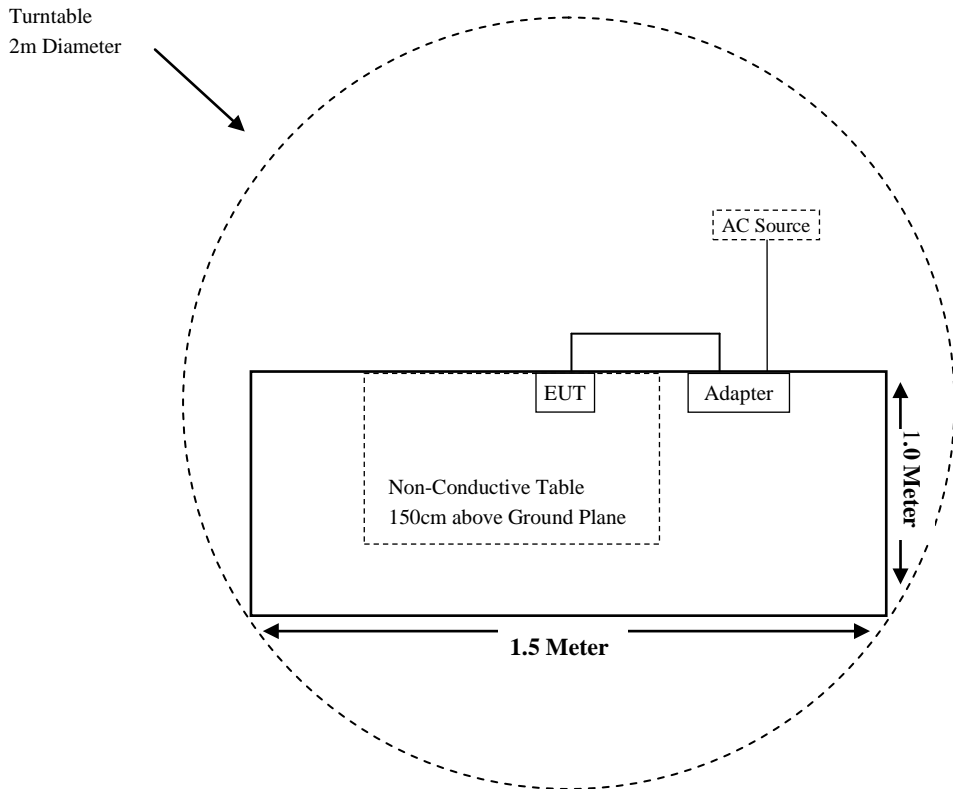 Turntable
2m Diameter
AC Source
EUT
Adapter
Non-Conductive Table
150cm above Ground Plane
1.0 Meter
1.5 Meter